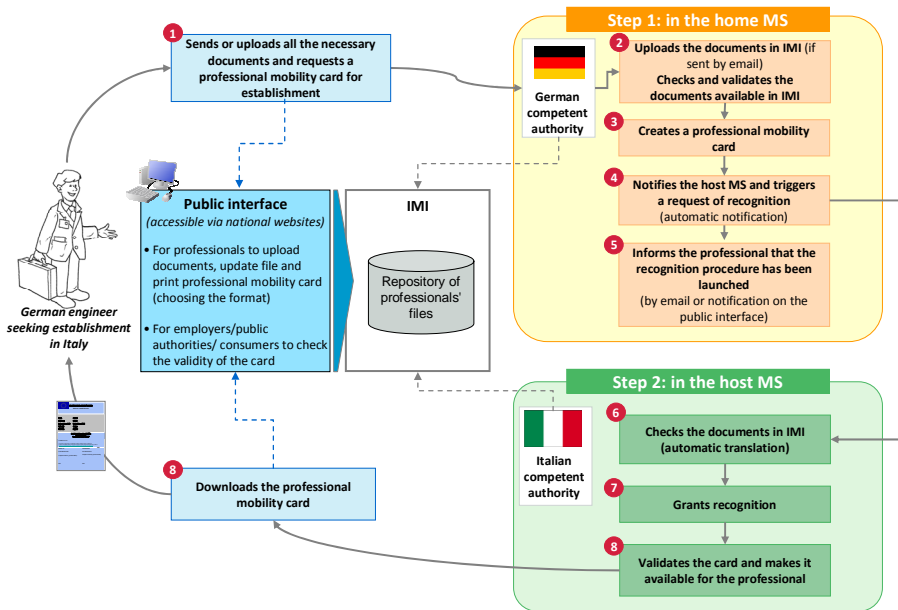 1
Sends or uploads all the necessary
documents and requests a
professional mobility card for
establishment
Step 1: in the home MS
German
competent
authority
2
Uploads the documents in IMI (if
sent by email)
Checks and validates the
documents available in IMI
3
Creates a professional mobility
card
4
Notifies the host MS and triggers
a request of recognition
(automatic notification)
5
Informs the professional that the
recognition procedure has been
launched
(by email or notification on the
public interface)
Public interface
(accessible via national websites)
• For professionals to upload
documents, update file and
print professional mobility card
(choosing the format)
• For employers/public
authorities/ consumers to check
the validity of the card
IMI
Repository of
professionals'
files
German engineer
seeking establishment
in Italy
Step 2: in the host MS
Italian
competent
authority
6
Checks the documents in IMI
(automatic translation)
7
Grants recognition
8
Validates the card and makes it
available for the professional
8
Downloads the professional
mobility card